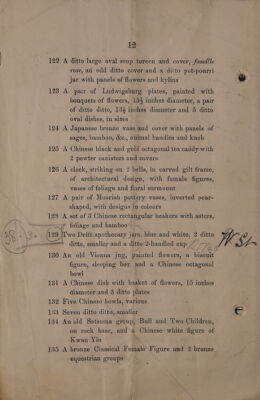 12
122 A ditto large oval soup tureen and cover, famille
rose, an odd ditto cover and a ditto pot-pourri
jar with panels of flowers and kylins
123 A pair of Ludwigsburg plates, painted with
bouquets of flowers, 15½ inches diameter, a pair
of ditto ditto, 13½ inches diameter and 5 ditto
oval dishes, in sizes
124 A Japanese bronze vase and cover with panels of
sages, bamboo, &c., animal handles and knob
125 A Chinese black and gold octagonal tea caddy with
2 pewter canisters and covers
126 A clock, striking on 2 bells, in carved gilt frame,
of architectural design, with female figures,
vases of foliage and floral surmount
127 A pair of Moorish pottery vases, inverted pear-
shaped, with designs in colours
128 A set of 3 Chinese rectangular beakers with asters,
foliage and bamboo
129 Two Delft apothecary jars, blue and white, 2 ditto
ditto, smaller and a ditto 2-handled cup
130 An old Vienna jug, painted flowers, a biscuit
figure, sleeping boy and a Chinese octagonal
bowl
131 A Chinese dish with basket of flowers, 15 inches
diameter and 3 ditto plates
132 Five Chinese bowls, various
133 Seven ditto ditto, smaller
134 An old Satsuma group, Bull and Two Children,
on rock base, and a Chinese white figure of
Kwan Yin
135 A bronze Classical Female Figure and 2 bronze
equestrian groups